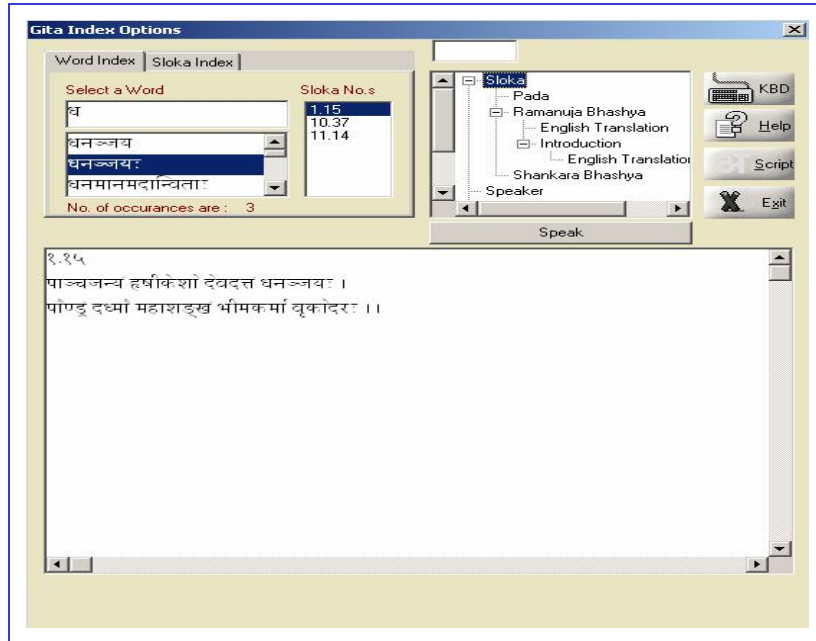 Gita Index Options
Word Index Sloka Index
Select a Word Sloka No.s
ध
धनञ्जय
धनञ्जयः
धनमानमदान्विताः
1.15
10.37
11.14
No. of occurances are : 3
Sloka
Pada
Ramanuja Bhashya
English Translation
Introduction
English Translation
Shankara Bhashya
Speaker
Speak
KBD
Help
Script
Exit
१.१५
पाञ्चजन्य हृषीकेशो देवदत्त धनञ्जयः ।
पौण्ड्र दध्मौ महाशङ्ख भीमकर्मा वृकोदरः ।।